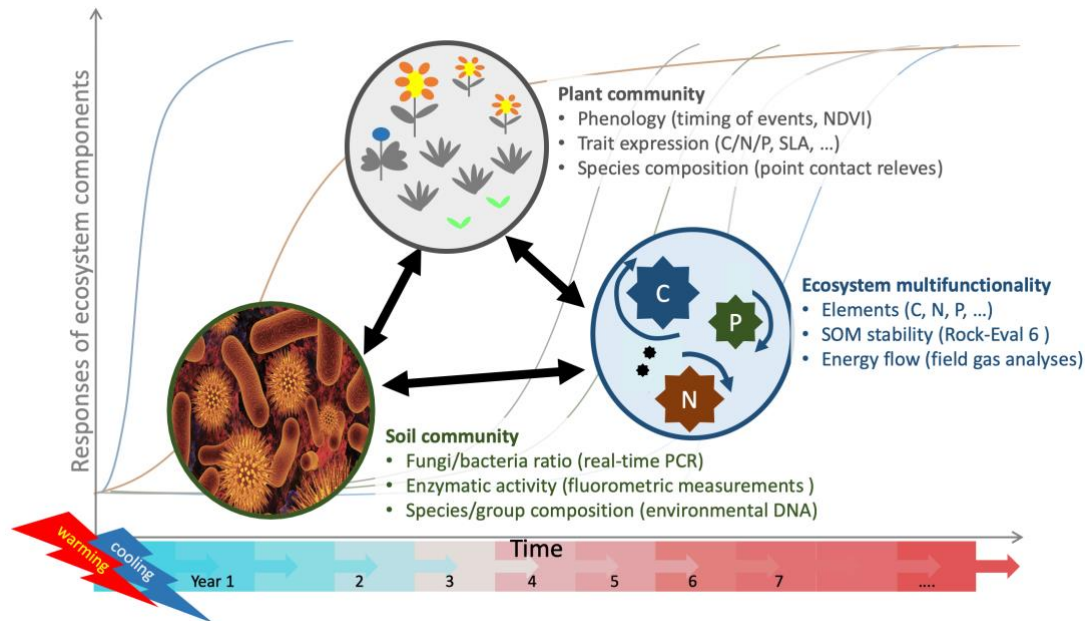 Responses of ecosystem components
Plant community
• Phenology (timing of events, NDVI)
• Trait expression (C/N/P, SLA, ...)
• Species composition (point contact releves)
C
P
N
Ecosystem multifunctionality
• Elements (C, N, P, ...)
• SOM stability (Rock-Eval 6 )
• Energy flow (field gas analyses)
Soil community
• Fungi/bacteria ratio (real-time PCR)
• Enzymatic activity (fluorometric measurements )
• Species/group composition (environmental DNA)
warming
cooling
Time
Year 1
2
3
4
5
6
7
....